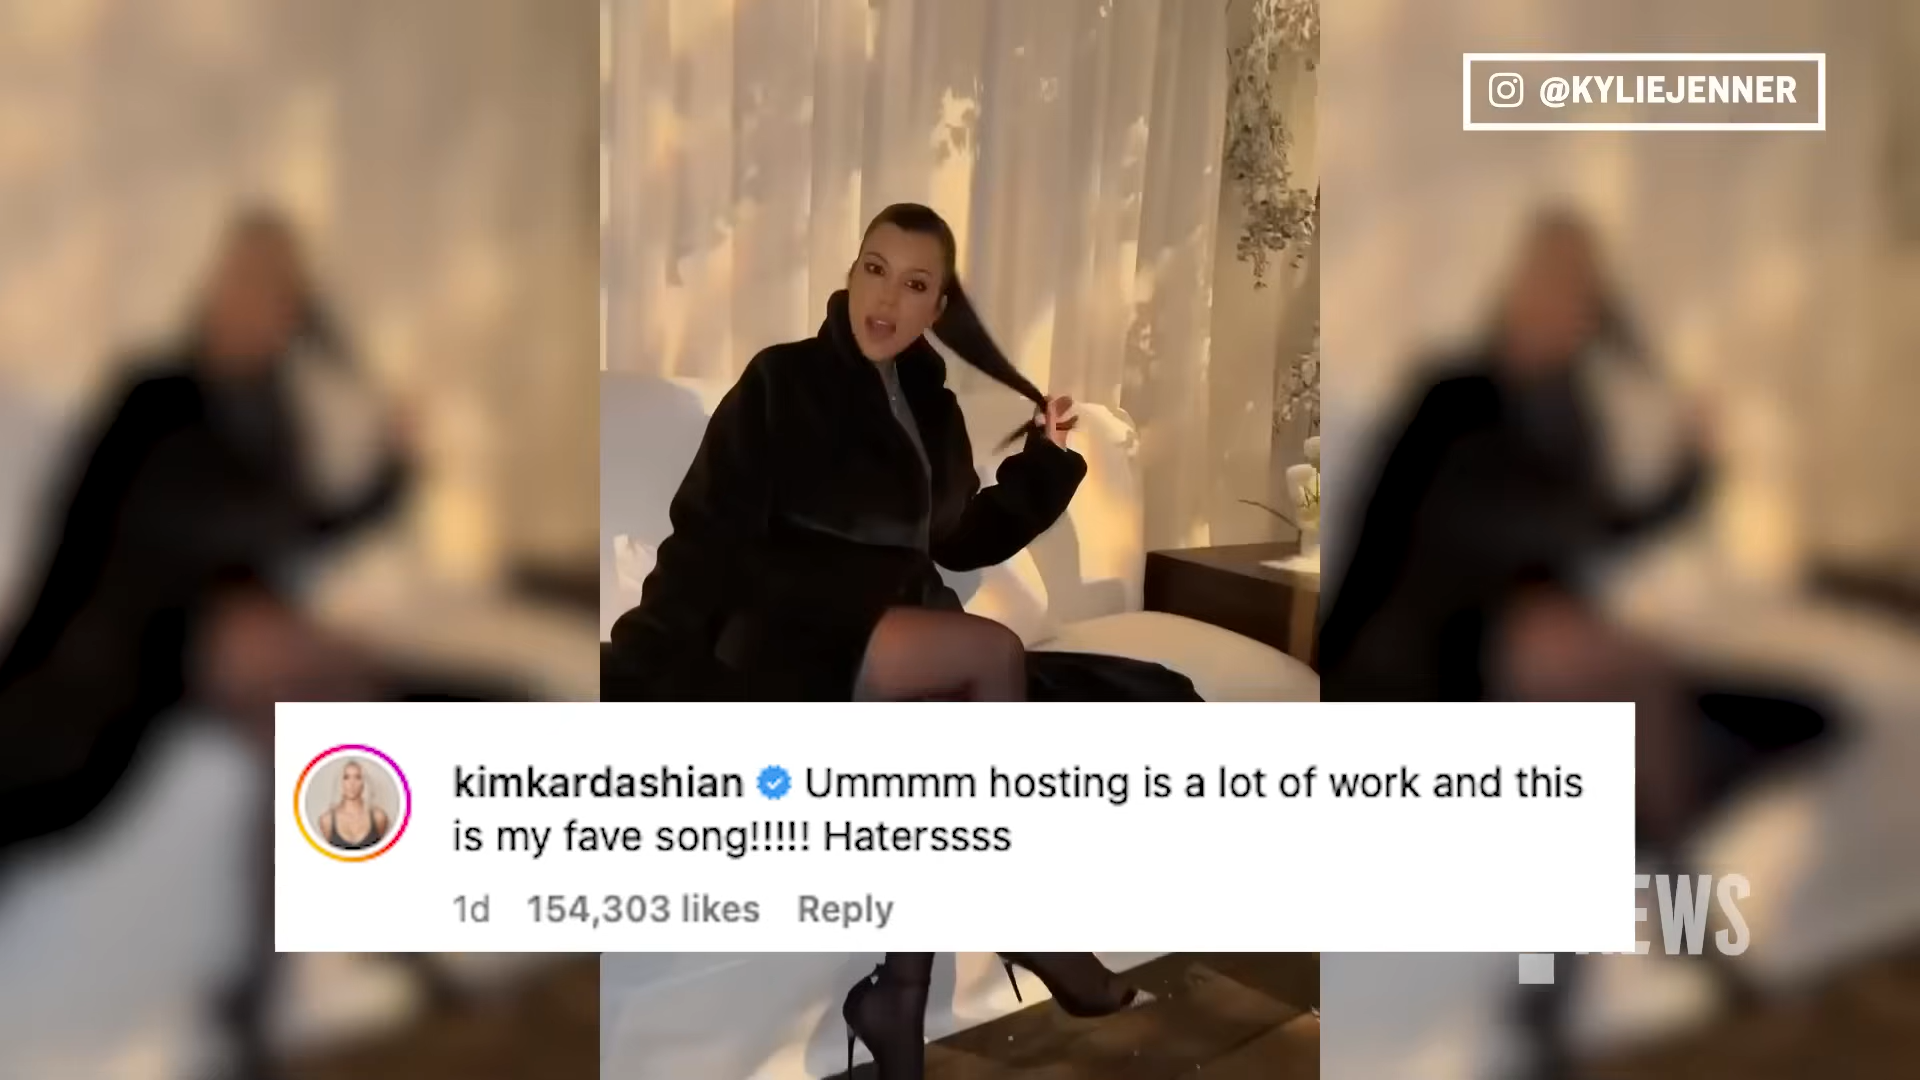 @KYLIEJENNER
kimkardashian Ummmm hosting is a lot of work and this
is my fave song!!!!! Haterssss
1d 154,303 likes Reply
NEWS